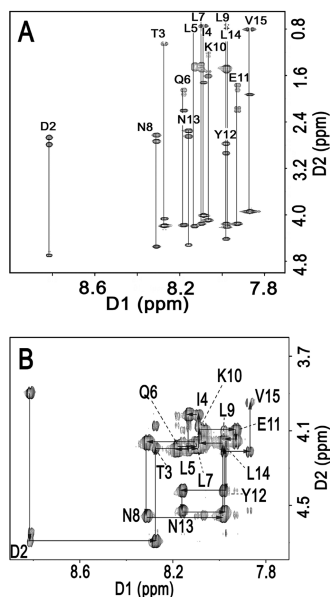 A
L7
L9
V15
L5
I4
L14
T3
K10
Q6
E11
D2
N8
N13
Y12
0.8
1.6
2.4
3.2
4.0
4.8
D2 (ppm)
8.6
8.2
7.8
D1 (ppm)
B
K10
I4
L9
V15
Q6
E11
T3
L5
L7
L14
Y12
N8
N13
D2
3.7
4.1
4.5
D2 (ppm)
8.6
8.2
7.8
D1 (ppm)